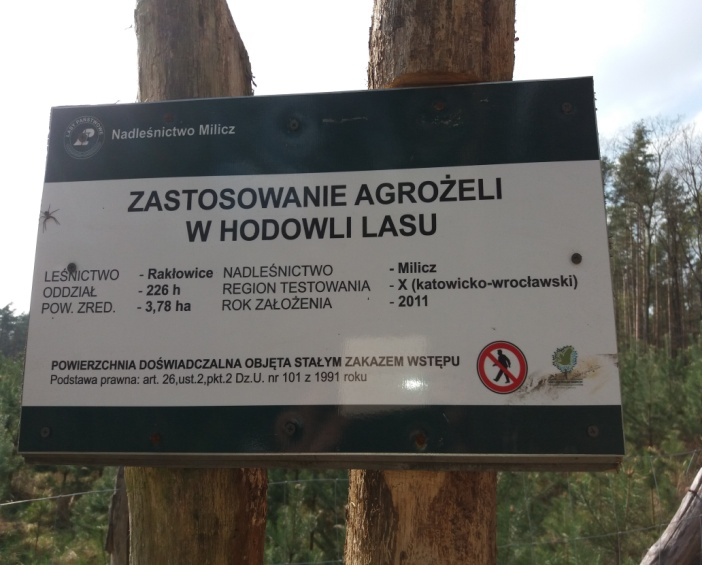 LASY PAŃSTWOWE
Nadleśnictwo Milicz
ZASTOSOWANIE AGROŻELI
W HODOWLI LASU
LEŚNICTWO - Rakłowice NADLEŚNICTWO - Milicz
ODDZIAŁ - 226 h REGION TESTOWANIA - X (katowicko-wrocławski)
POW. ZRED. - 3,78 ha ROK ZAŁOŻENIA - 2011
POWIERZCHNIA DOŚWIADCZALNA OBJĘTA STAŁYM ZAKAZEM WSTĘPU
Podstawa prawna: art. 26,ust.2,pkt.2 Dz.U. nr 101 z 1991 roku